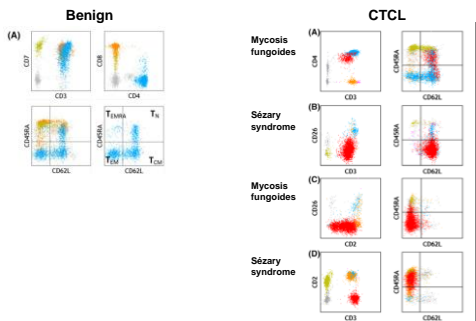 Benign
CTCL
(A)
CD7
CD3
CD8
CD4
CD45RA
CD62L
CD45RA
TEMRA
TN
TEM
TCM
CD62L
Mycosis
fungoides
(A)
CD4
CD3
CD45RA
CD62L
Sézary
syndrome
(B)
CD26
CD3
CD45RA
CD62L
Mycosis
fungoides
(C)
CD26
CD2
CD45RA
CD62L
Sézary
syndrome
(D)
CD2
CD3
CD45RA
CD62L